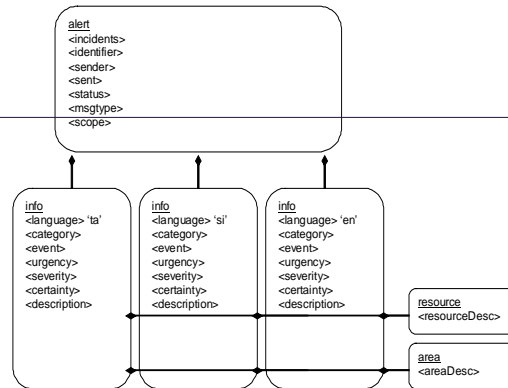 alert
<incidents>
<identifier>
<sender>
<sent>
<status>
<msgtype>
<scope>
info
<language> ‘ta’
<category>
<event>
<urgency>
<severity>
<certainty>
<description>
info
<language> ‘si’
<category>
<event>
<urgency>
<severity>
<certainty>
<description>
info
<language> ‘en’
<category>
<event>
<urgency>
<severity>
<certainty>
<description>
resource
<resourceDesc>
area
<areaDesc>